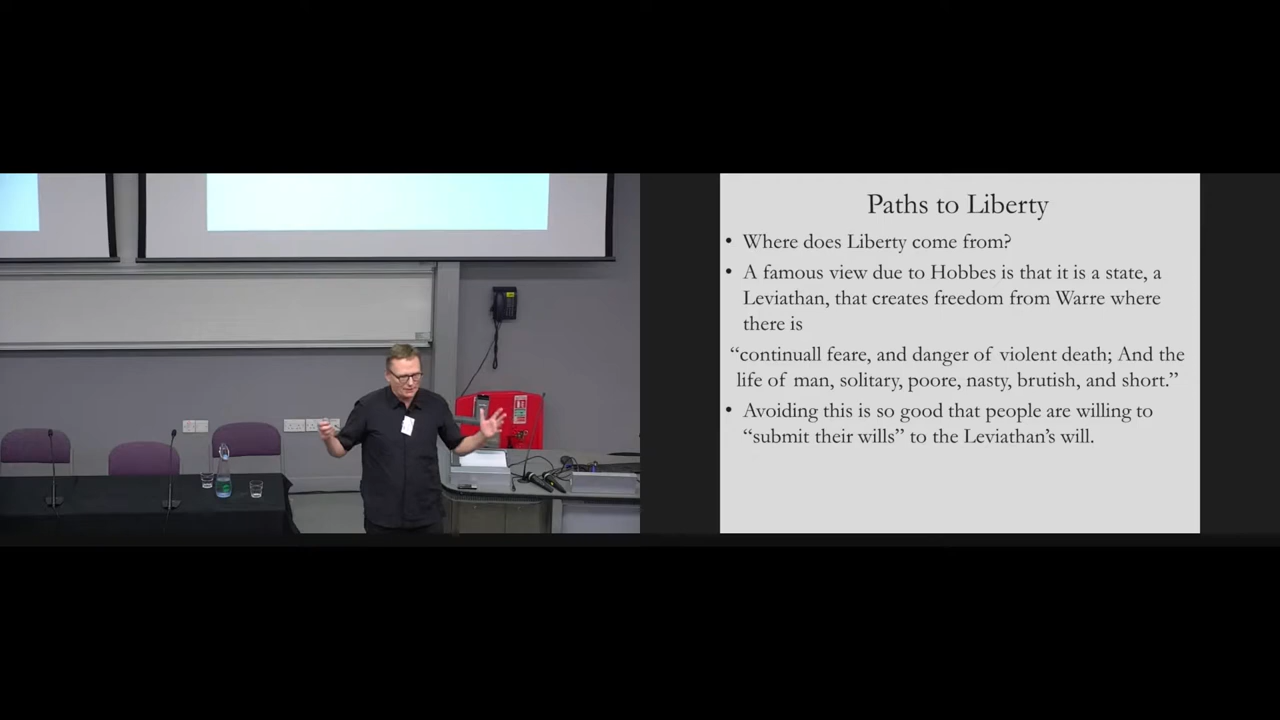 Paths to Liberty
• Where does Liberty come from?
• A famous view due to Hobbes is that it is a state, a
Leviathan, that creates freedom from Warre where
there is
“continuall feare, and danger of violent death; And the
life of man, solitary, poore, nasty, brutish, and short.”
• Avoiding this is so good that people are willing to
“submit their wills” to the Leviathan’s will.